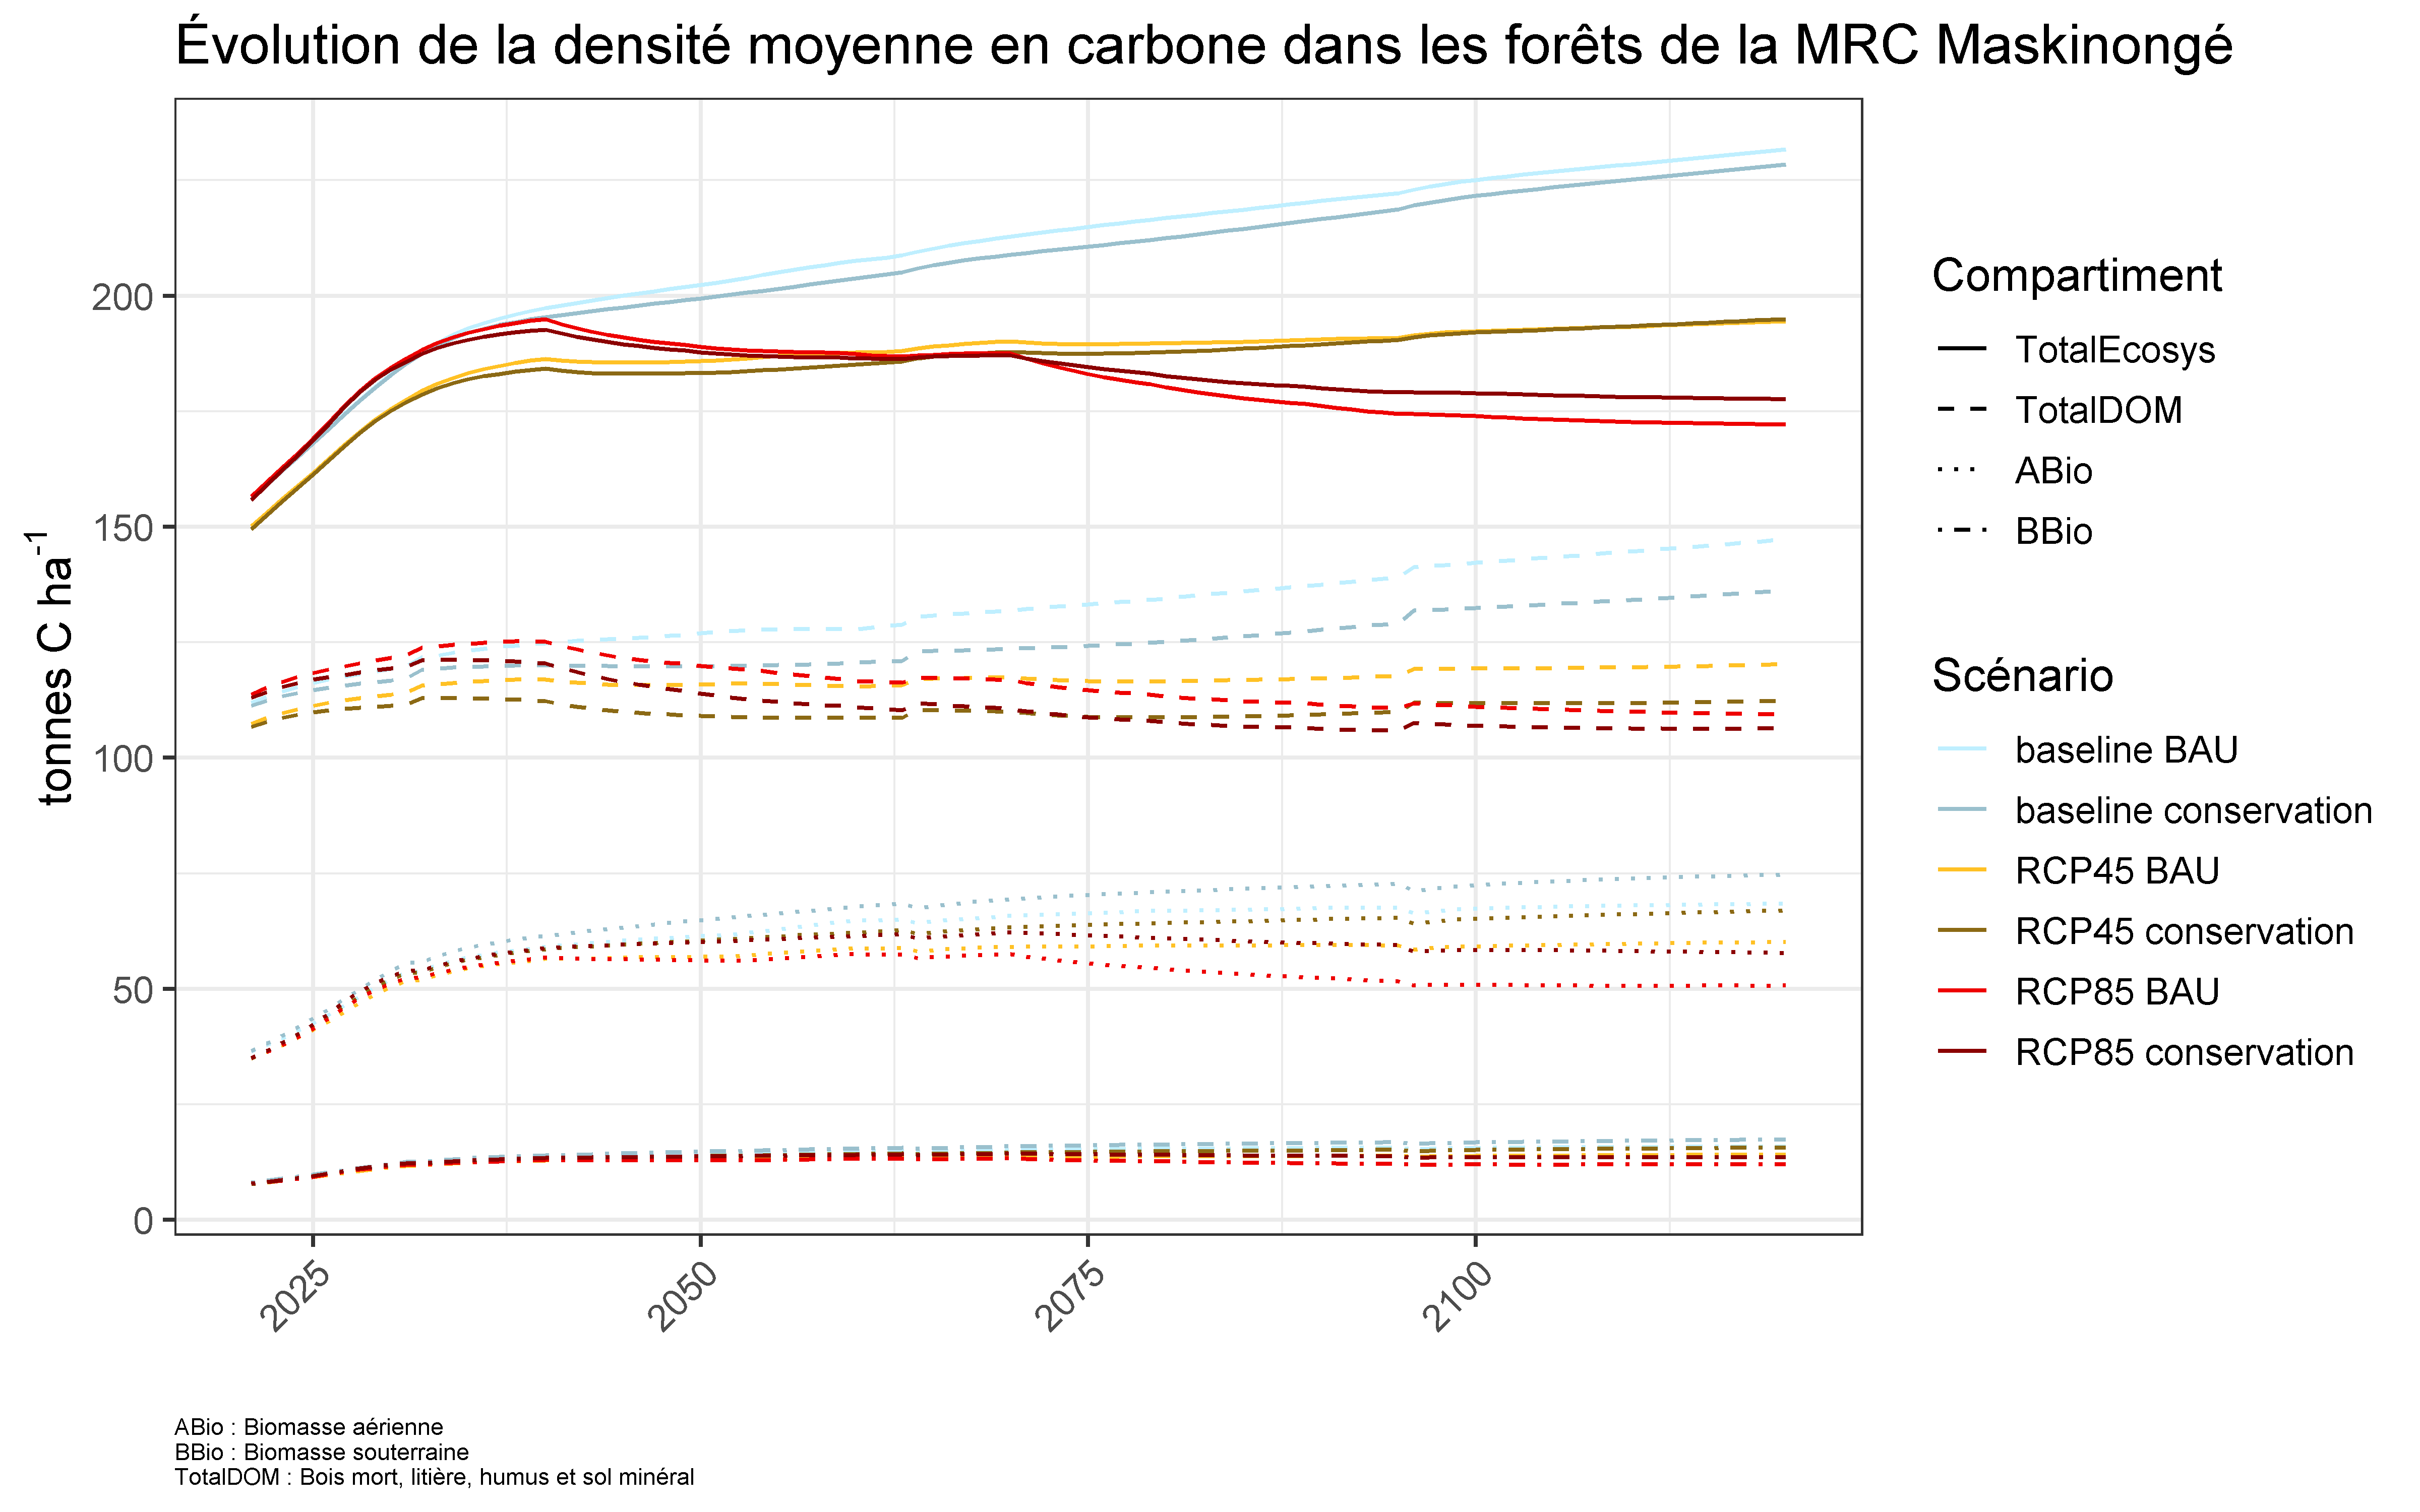 Évolution de la densité moyenne en carbone dans les forêts de la MRC Maskinongé
tonnes C ha-1
200
150
100
50
0
2025
2050
2075
2100
Compartiment
TotalEcosys
TotalDOM
ABio
BBio
Scénario
baseline BAU
baseline conservation
RCP45 BAU
RCP45 conservation
RCP85 BAU
RCP85 conservation
ABio : Biomasse aérienne
BBio : Biomasse souterraine
TotalDOM : Bois mort, litière, humus et sol minéral